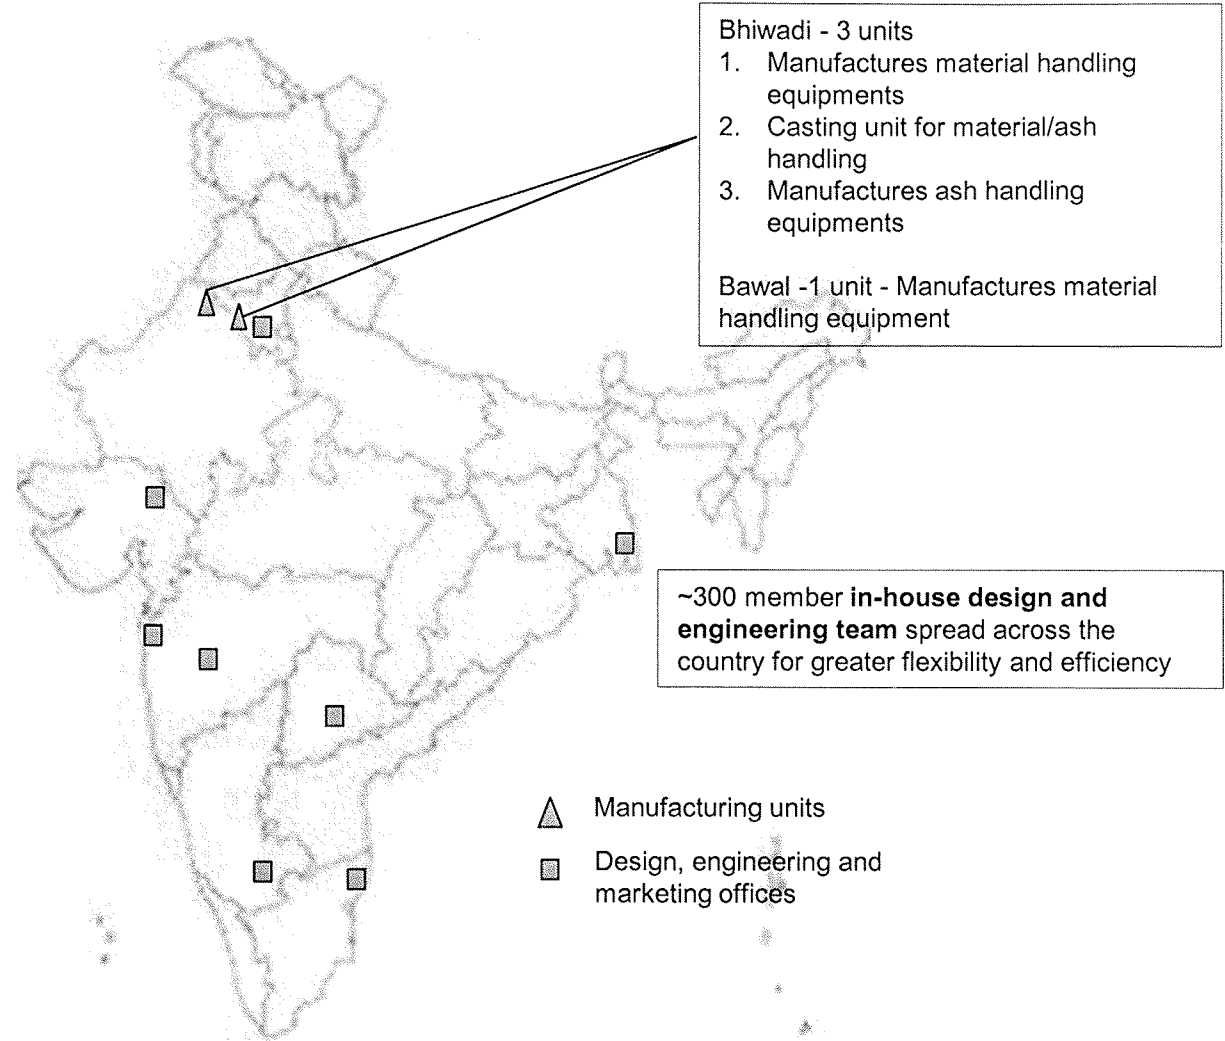 Bhiwadi - 3 units
1. Manufactures material handling
equipments
2. Casting unit for material/ash
handling
3. Manufactures ash handling
equipments
Bawal -1 unit - Manufactures material
handling equipment
~300 member in-house design and
engineering team spread across the
country for greater flexibility and efficiency
Manufacturing units
Design, engineering and
marketing offices